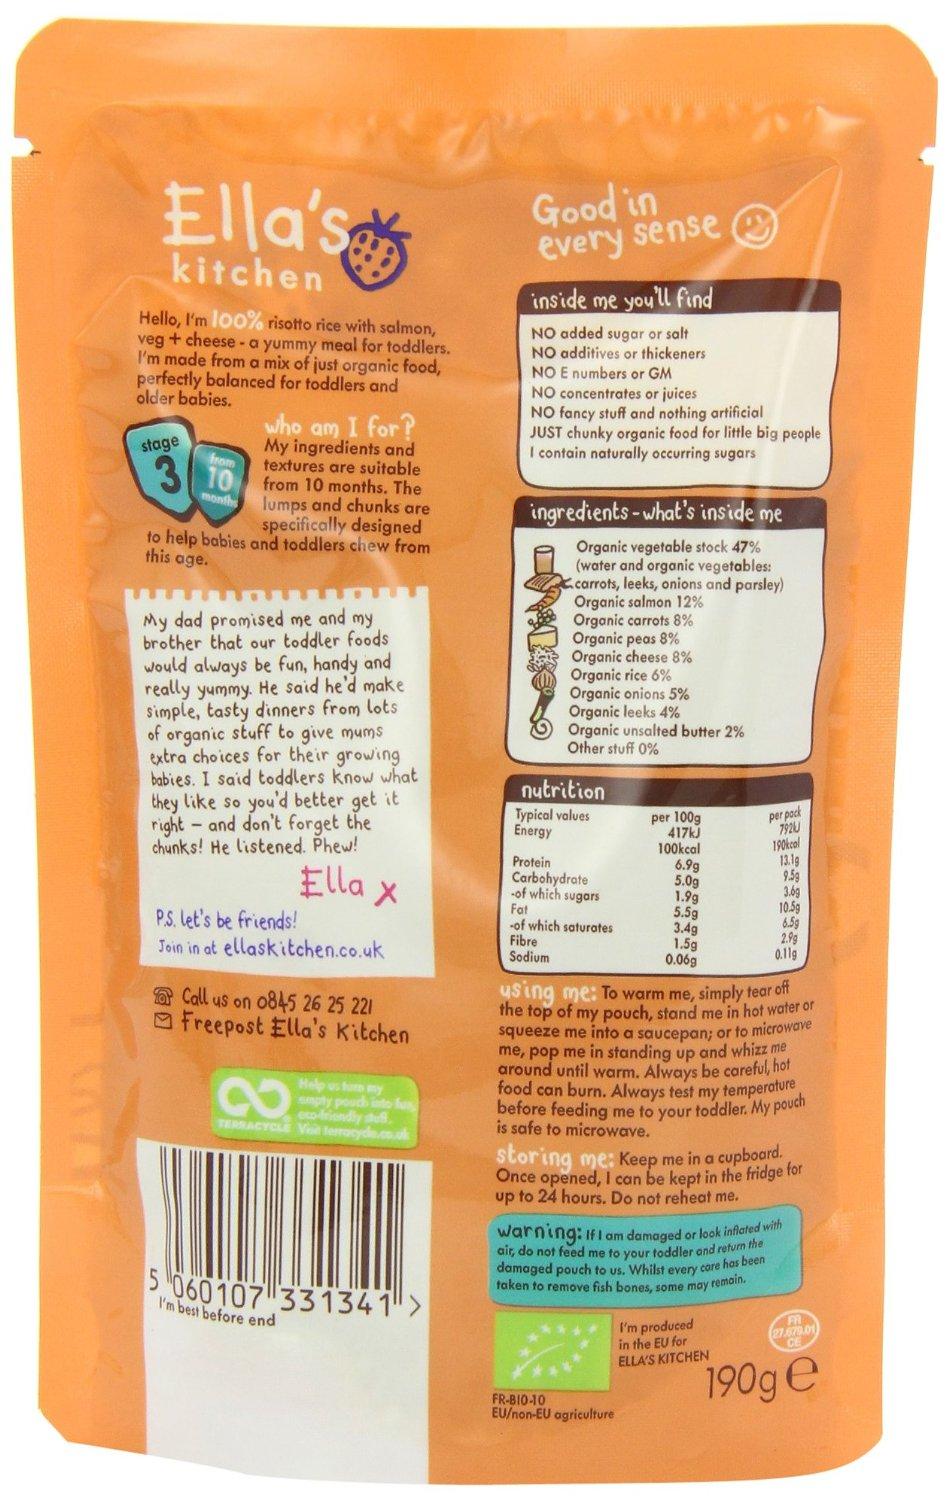 Ella's
kitchen
Hello, I'm 100% risotto rice with salmon,
veg + cheese - a yummy meal for toddlers.
I'm made from a mix of just organic food,
perfectly balanced for toddlers and
older babies.
stage
3
from
10
months
who am I for?
My ingredients and
textures are suitable
from 10 months. The
lumps and chunks are
specifically designed
to help babies and toddlers chew from
this age.
My dad promised me and my
brother that our toddler foods
would always be fun, handy and
really yummy. He said he'd make
simple, tasty dinners from lots
of organic stuff to give mums
extra choices for their growing
babies. I said toddlers know what
they like so you'd better get it
right – and don't forget the
chunks! He listened. Phew!
Ella x
P.S. let's be friends!
Join in at ellaskitchen.co.uk
Call us on 0845 26 25 221
Freepost Ella's Kitchen
TERRACYCLE
Help us turn my
empty pouch into fun,
eco-friendly stuff.
Visit terracycle.co.uk
5 060107 331341 >
I'm best before end
Good in
every sense
inside me you'll find
NO added sugar or salt
NO additives or thickeners
NO E numbers or GM
NO concentrates or juices
NO fancy stuff and nothing artificial
JUST chunky organic food for little big people
I contain naturally occurring sugars
ingredients - what's inside me
Organic vegetable stock 47%
(water and organic vegetables:
carrots, leeks, onions and parsley)
Organic salmon 12%
Organic carrots 8%
Organic peas 8%
Organic cheese 8%
Organic rice 6%
Organic onions 5%
Organic leeks 4%
Organic unsalted butter 2%
Other stuff 0%
nutrition
Typical values per 100g per pack
Energy 417kJ 792kJ
100kcal 190kcal
Protein 6.9g 13.1g
Carbohydrate 5.0g 9.5g
-of which sugars 1.9g 3.6g
Fat 5.5g 10.5g
-of which saturates 3.4g 6.5g
Fibre 1.5g 2.9g
Sodium 0.06g 0.11g
using me: To warm me, simply tear off
the top of my pouch, stand me in hot water or
squeeze me into a saucepan; or to microwave
me, pop me in standing up and whizz me
around until warm. Always be careful, hot
food can burn. Always test my temperature
before feeding me to your toddler. My pouch
is safe to microwave.
storing me: Keep me in a cupboard.
Once opened, I can be kept in the fridge for
up to 24 hours. Do not reheat me.
warning: If I am damaged or look inflated with
air, do not feed me to your toddler and return the
damaged pouch to us. Whilst every care has been
taken to remove fish bones, some may remain.
I'm produced
in the EU for
ELLA'S KITCHEN
FR
27.679.01
CE
190g e
FR-BIO-10
EU/non-EU agriculture